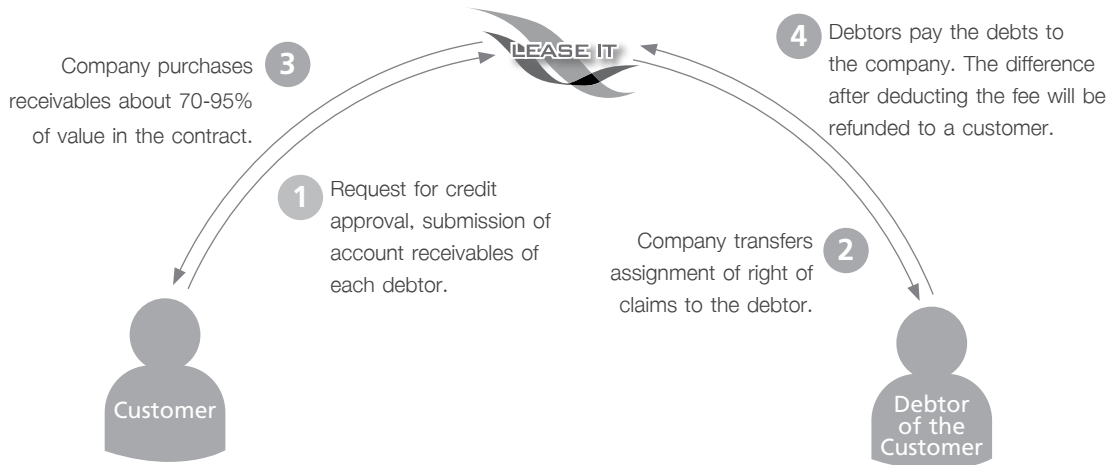 LEASE IT
3
Company purchases
receivables about 70-95%
of value in the contract.
1
Request for credit
approval, submission of
account receivables of
each debtor.
4
Debtors pay the debts to
the company. The difference
after deducting the fee will be
refunded to a customer.
2
Company transfers
assignment of right of
claims to the debtor.
Customer
Debtor
of the
Customer